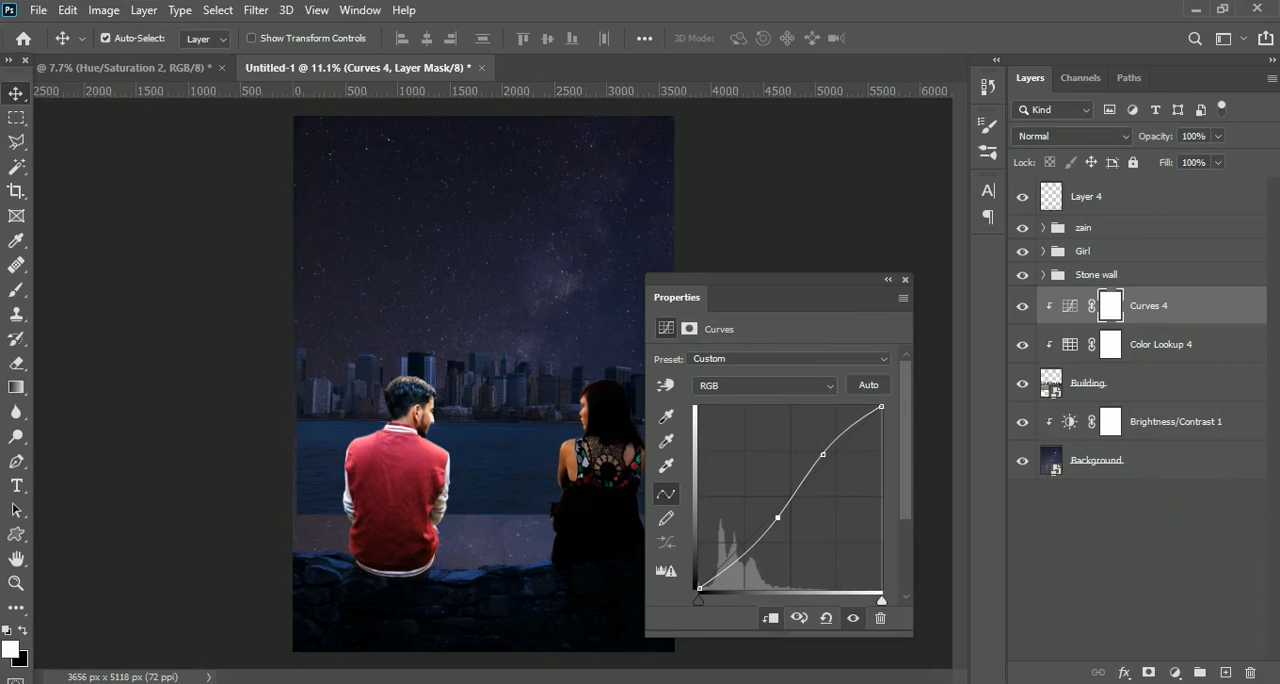 Ps File Edit Image Layer Type Select Filter 3D View Window Help
Auto-Select: Layer Show Transform Controls 3D Mode:
@ 7.7% (Hue/Saturation 2, RGB/8) * × Untitled-1 @ 11.1% (Curves 4, Layer Mask/8) * ×
2500 2000 1500 1000 500 0 500 1000 1500 2000 2500 3000 3500 4000 4500 5000 5500 6000
Layers Channels Paths
Kind
Normal Opacity: 100%
Lock: Fill: 100%
Layer 4
zain
Girl
Stone wall
Curves 4
Color Lookup 4
Building
Brightness/Contrast 1
Background
Properties
Curves
Preset: Custom
RGB Auto
3656 px x 5118 px (72 ppi)